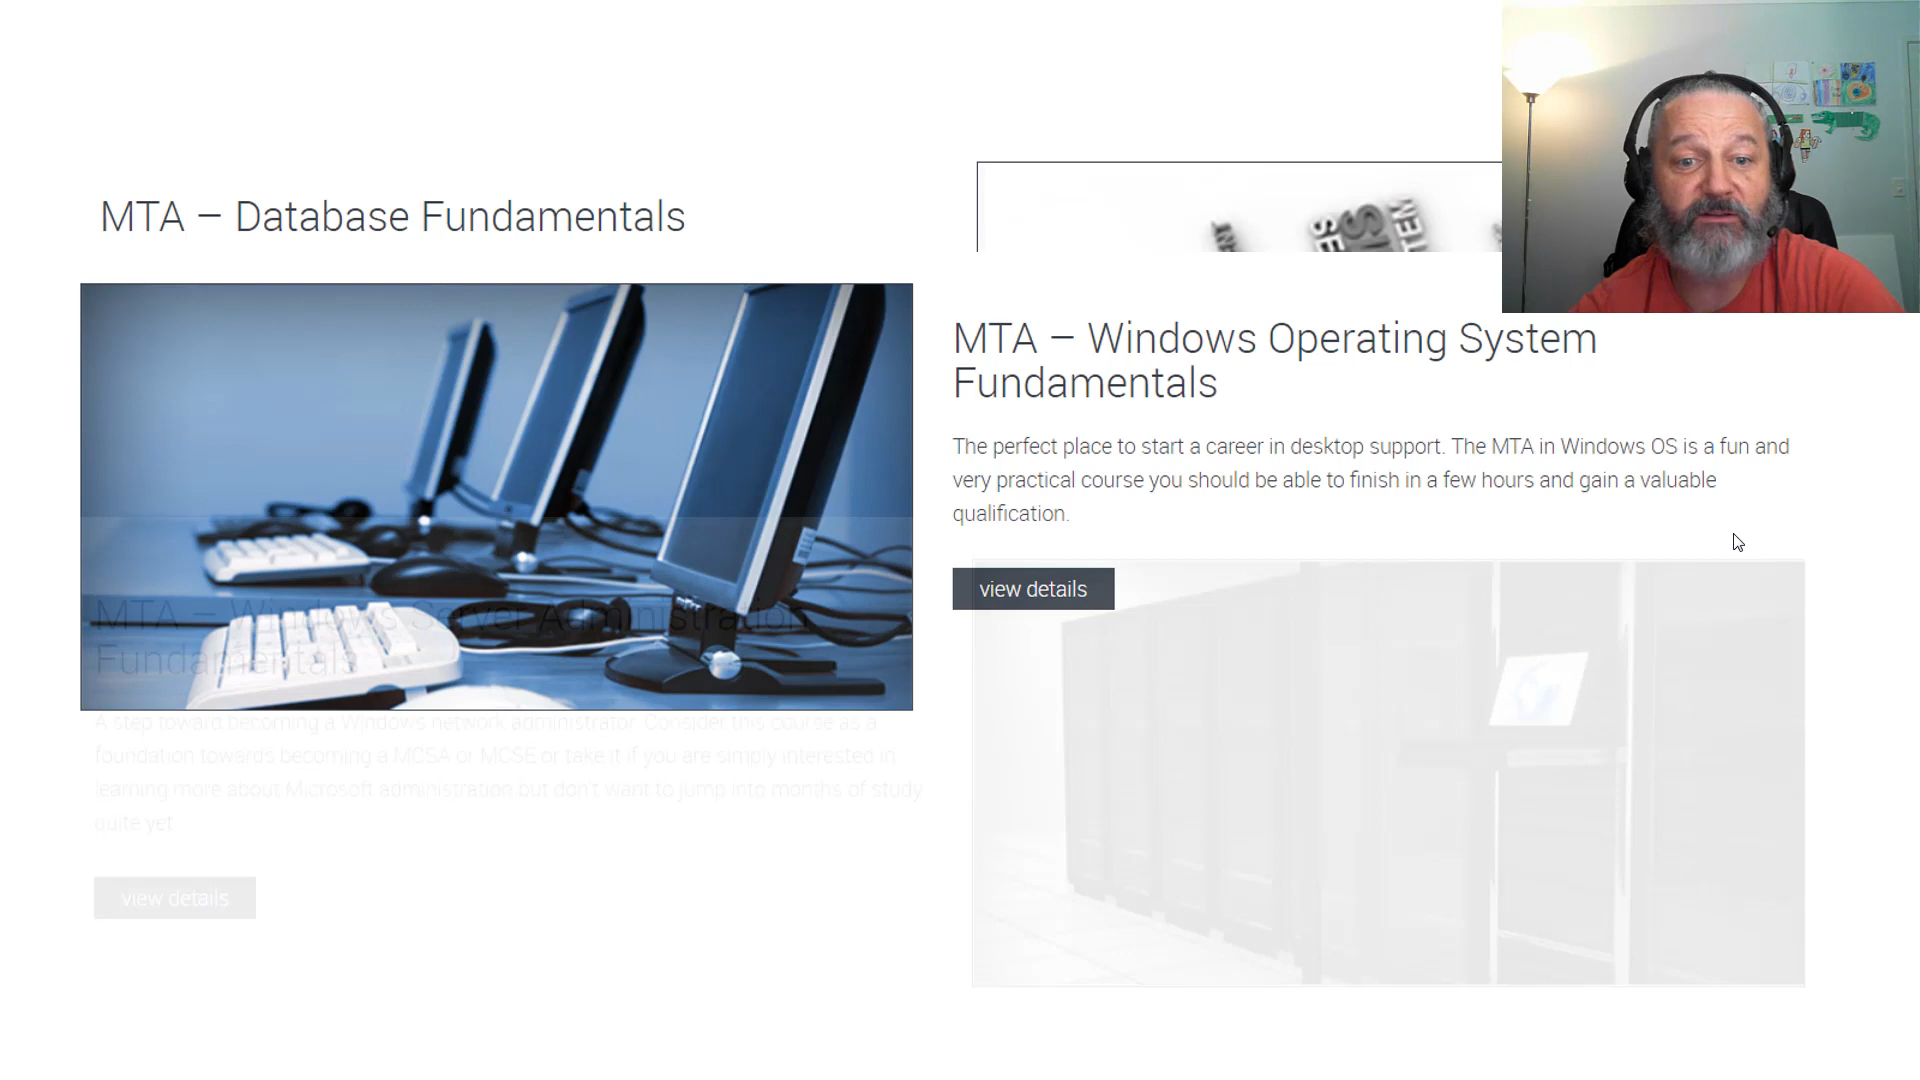 MTA – Database Fundamentals
SE
SI
TEM
MTA – Windows Operating System
Fundamentals
The perfect place to start a career in desktop support. The MTA in Windows OS is a fun and
very practical course you should be able to finish in a few hours and gain a valuable
qualification.
view details
MTA – Windows Server Administration
Fundamentals
A step toward becoming a Windows network administrator. Consider this course as a
foundation towards becoming a MCSA or MCSE or take it if you are simply interested in
learning more about Microsoft administration but don't want to jump into months of study
quite yet.
view details